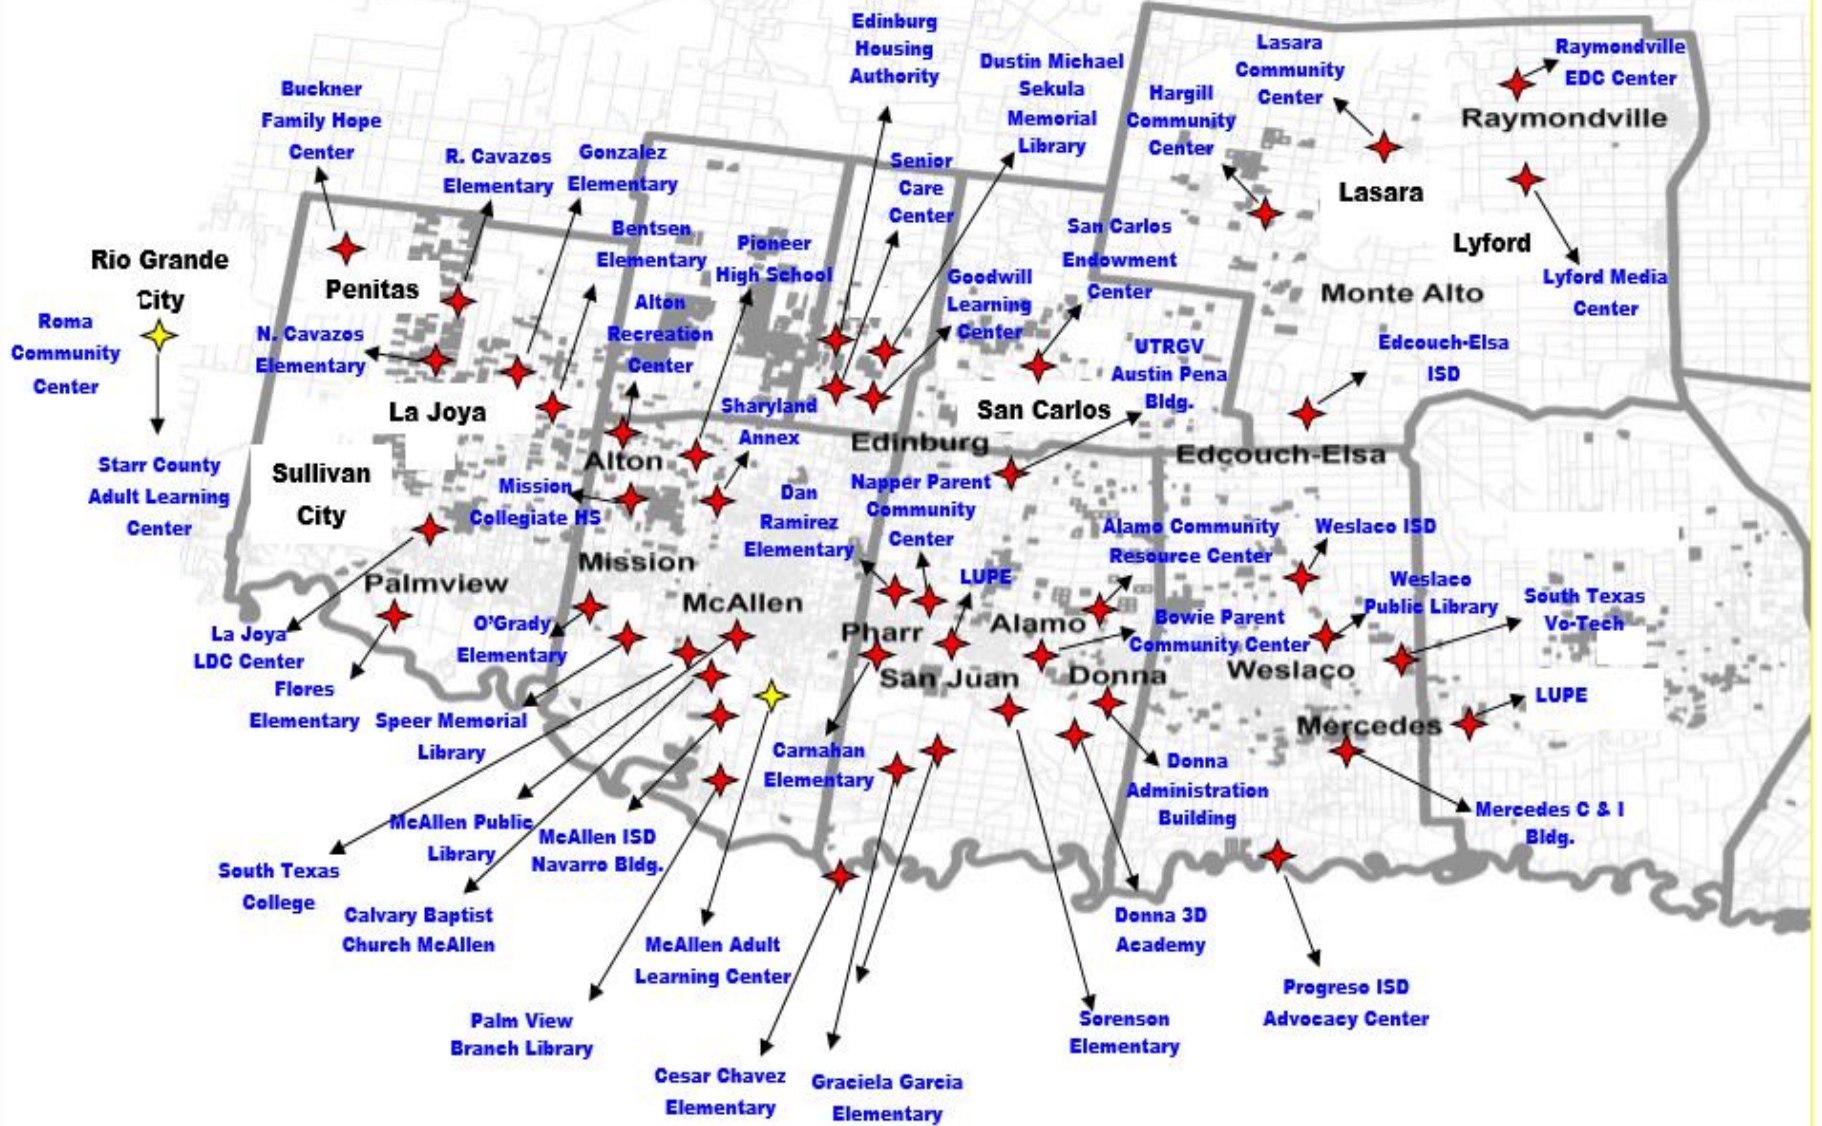 Edinburg
Housing
Authority
Dustin Michael
Sekula
Memorial
Library
Lasara
Community
Center
Raymondville
EDC Center
Hargill
Community
Center
Raymondville
Buckner
Family Hope
Center
R. Cavazos
Elementary
Gonzalez
Elementary
Senior
Care
Center
Lasara
Bentsen
Elementary
Pioneer
High School
San Carlos
Endowment
Center
Lyford
Rio Grande
City
Penitas
Alton
Recreation
Center
Goodwill
Learning
Center
Monte Alto
Lyford Media
Center
Roma
Community
Center
N. Cavazos
Elementary
UTRGV
Austin Pena
Bldg.
Edcouch-Elsa
ISD
La Joya
Sharyland
Annex
San Carlos
Edinburg
Edcouch-Elsa
Alton
Starr County
Adult Learning
Center
Sullivan
City
Mission
Collegiate HS
Dan
Ramirez
Elementary
Napper Parent
Community
Center
Alamo Community
Resource Center
Weslaco ISD
Mission
LUPE
Weslaco
Public Library
South Texas
Vo-Tech
Palmview
McAllen
Pharr
Alamo
Bowie Parent
Community Center
O'Grady
Elementary
La Joya
LDC Center
San Juan
Donna
Weslaco
LUPE
Flores
Elementary
Speer Memorial
Library
Mercedes
Carnahan
Elementary
Donna
Administration
Building
McAllen Public
Library
McAllen ISD
Navarro Bldg.
Mercedes C & I
Bldg.
South Texas
College
Calvary Baptist
Church McAllen
McAllen Adult
Learning Center
Donna 3D
Academy
Progreso ISD
Advocacy Center
Palm View
Branch Library
Sorenson
Elementary
Cesar Chavez
Elementary
Graciela Garcia
Elementary